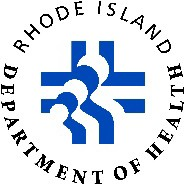 RHODE ISLAND
DEPARTMENT OF HEALTH